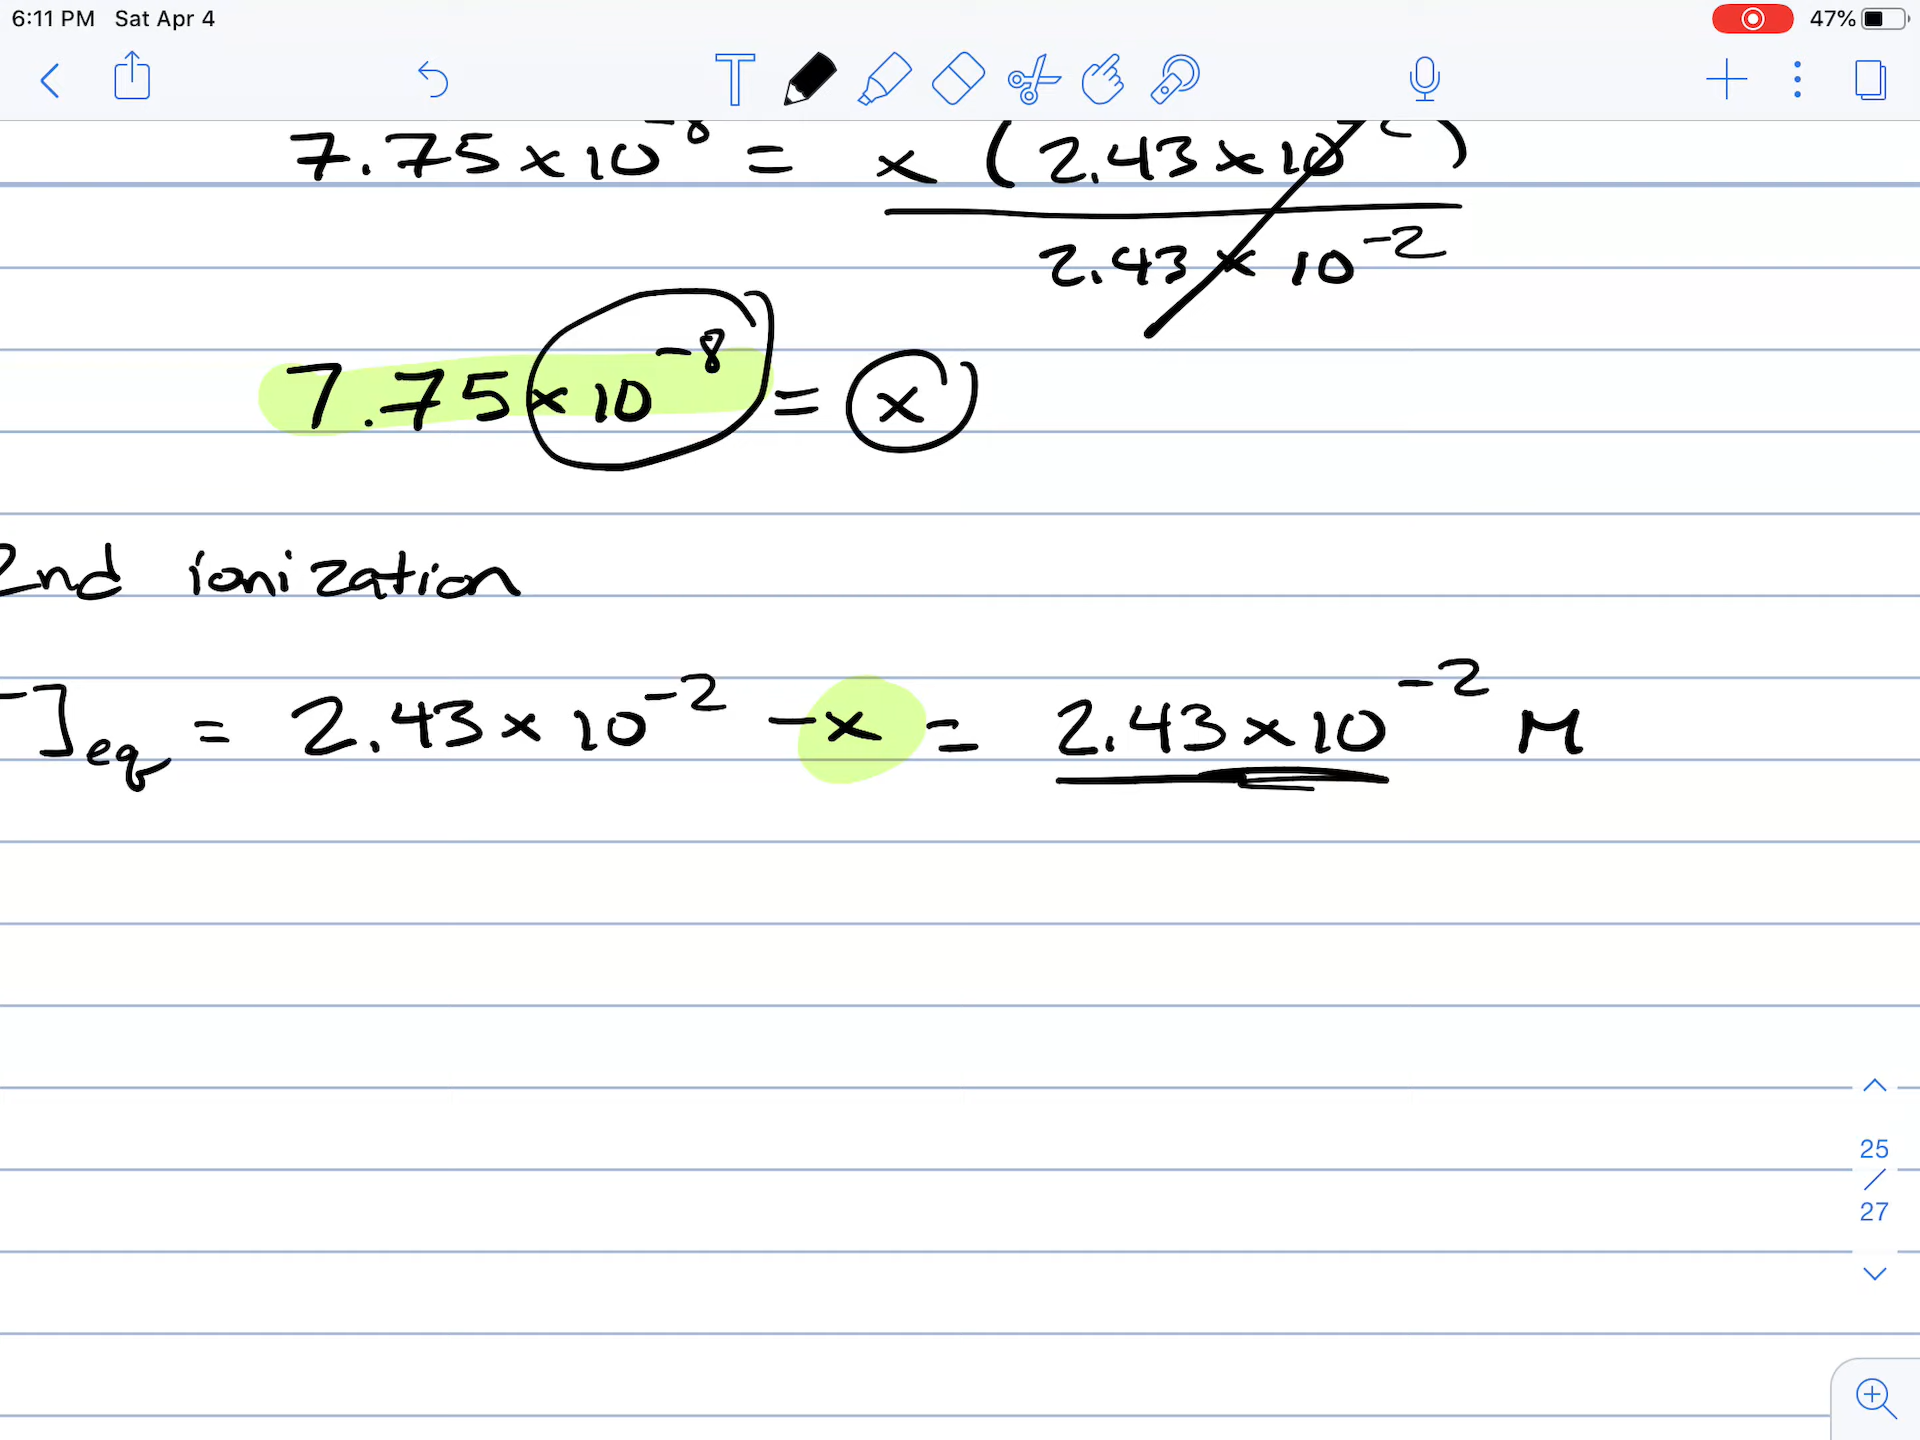 6:11 PM Sat Apr 4 47%
T
7.75 x 10⁻⁸ = x (2.43 x 10 )
2.43 x 10⁻²
7.75 x 10⁻⁸ = x
2nd ionization
⁻]eq = 2.43 x 10⁻² - x = 2.43 x 10⁻² M
25
/
27